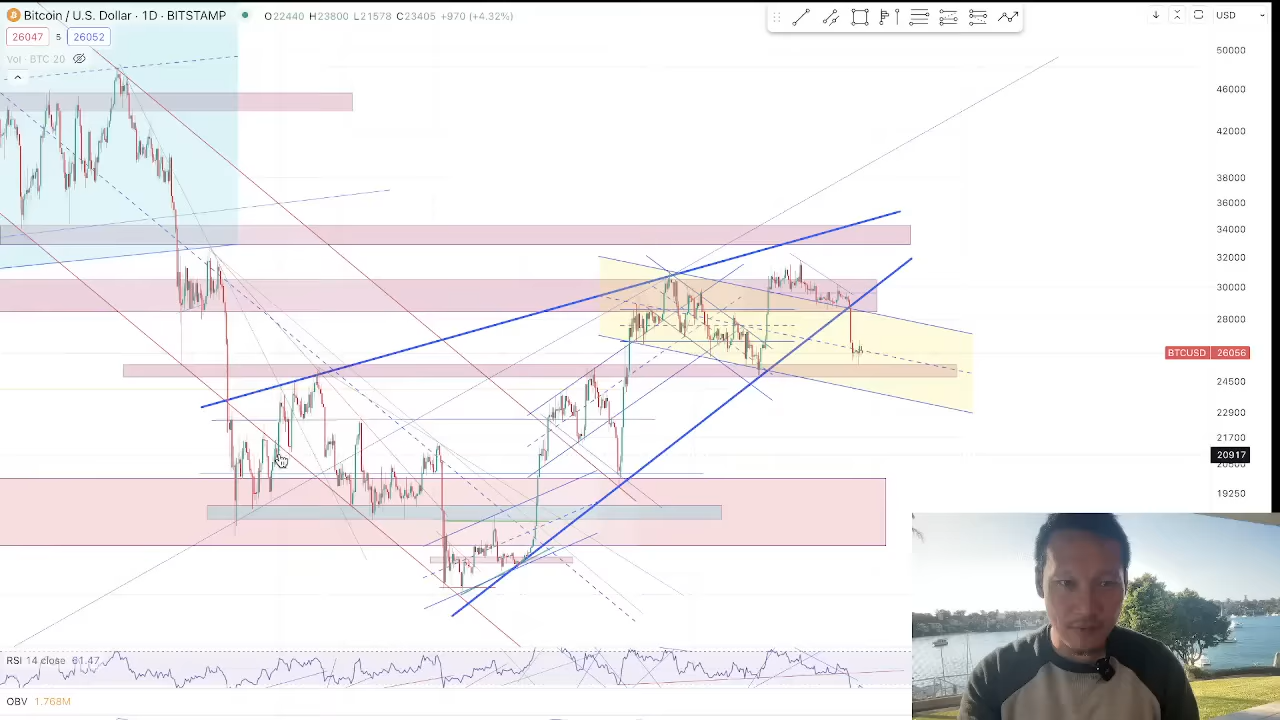 Bitcoin / U.S. Dollar · 1D · BITSTAMP O22440 H23800 L21578 C23405 +970 (+4.32%)
USD
26047 26052
Vol · BTC 20
50000
46000
42000
38000
36000
34000
32000
30000
28000
BTCUSD 26056
24500
22900
21700
20917
19250
RSI 14 close 61.47
OBV 1.768M